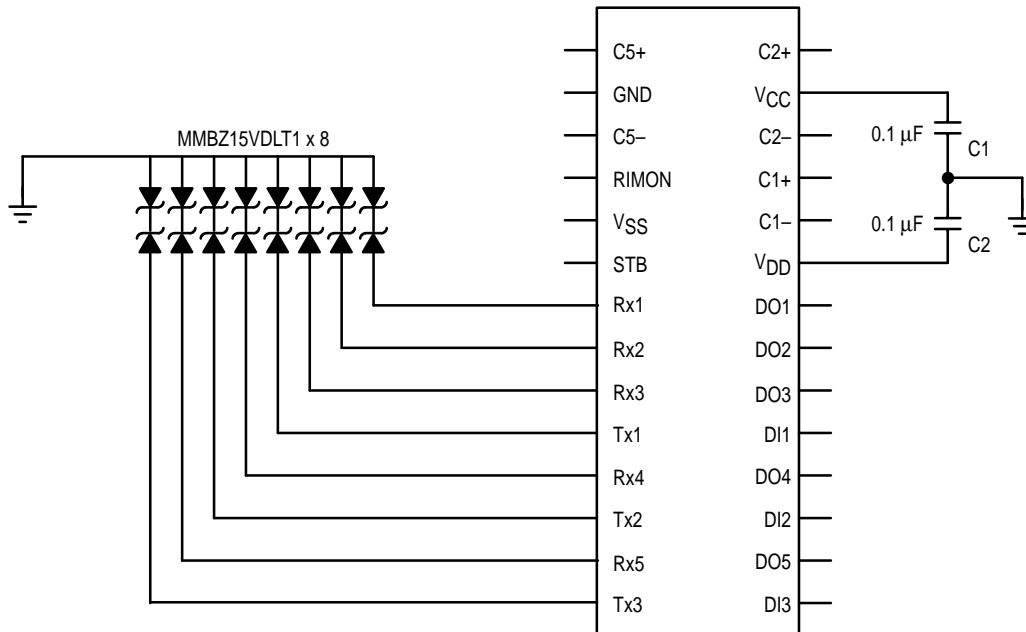 MMBZ15VDLT1 x 8
C5+
GND
C5–
RIMON
VSS
STB
Rx1
Rx2
Rx3
Tx1
Rx4
Tx2
Rx5
Tx3
C2+
VCC
C2–
C1+
C1–
VDD
DO1
DO2
DO3
DI1
DO4
DI2
DO5
DI3
0.1 μF
C1
0.1 μF
C2